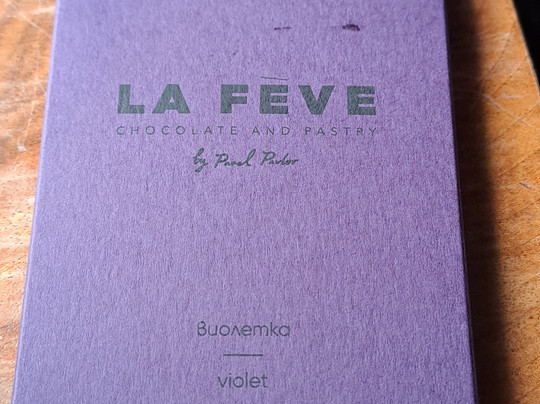 LA FÈVE
CHOCOLATE AND PASTRY
by Pavel Pavlov
виолетка
violet